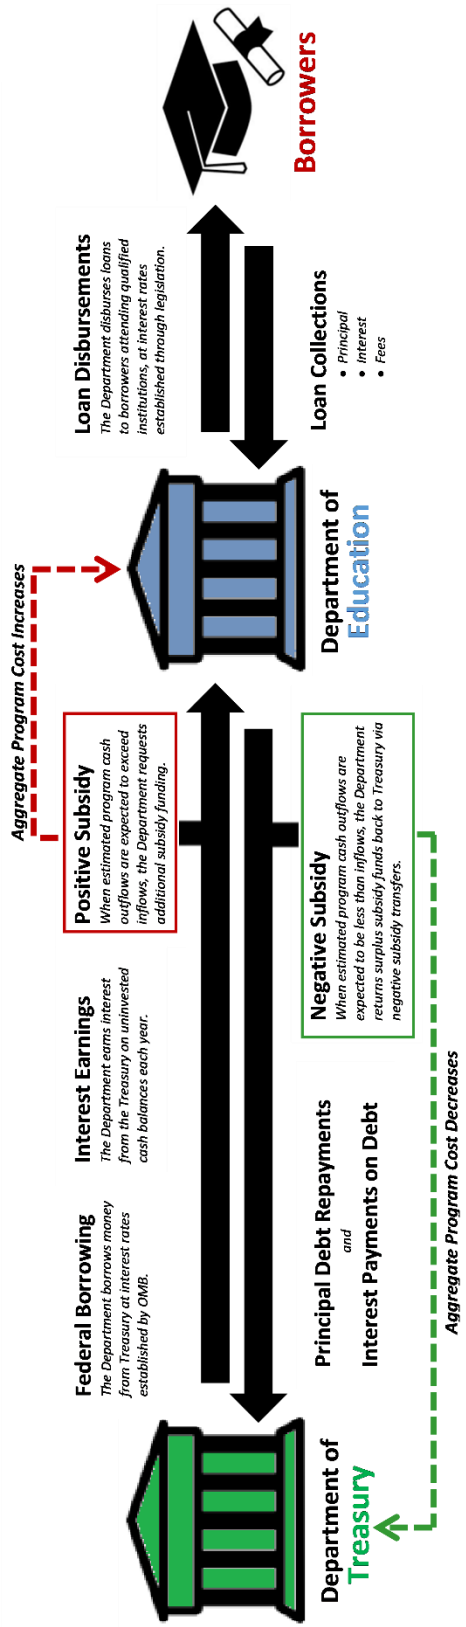 Federal Borrowing
The Department borrows money
from Treasury at interest rates
established by OMB.
Interest Earnings
The Department earns interest
from the Treasury on uninvested
cash balances each year.
Aggregate Program Cost Increases
Positive Subsidy
When estimated program cash
outflows are expected to exceed
inflows, the Department requests
additional subsidy funding.
Loan Disbursements
The Department disburses loans
to borrowers attending qualified
institutions, at interest rates
established through legislation.
Department of
Treasury
Principal Debt Repayments
and
Interest Payments on Debt
Negative Subsidy
When estimated program cash outflows are
expected to be less than inflows, the Department
returns surplus subsidy funds back to Treasury via
negative subsidy transfers.
Aggregate Program Cost Decreases
Department of
Education
Loan Collections
• Principal
• Interest
• Fees
Borrowers